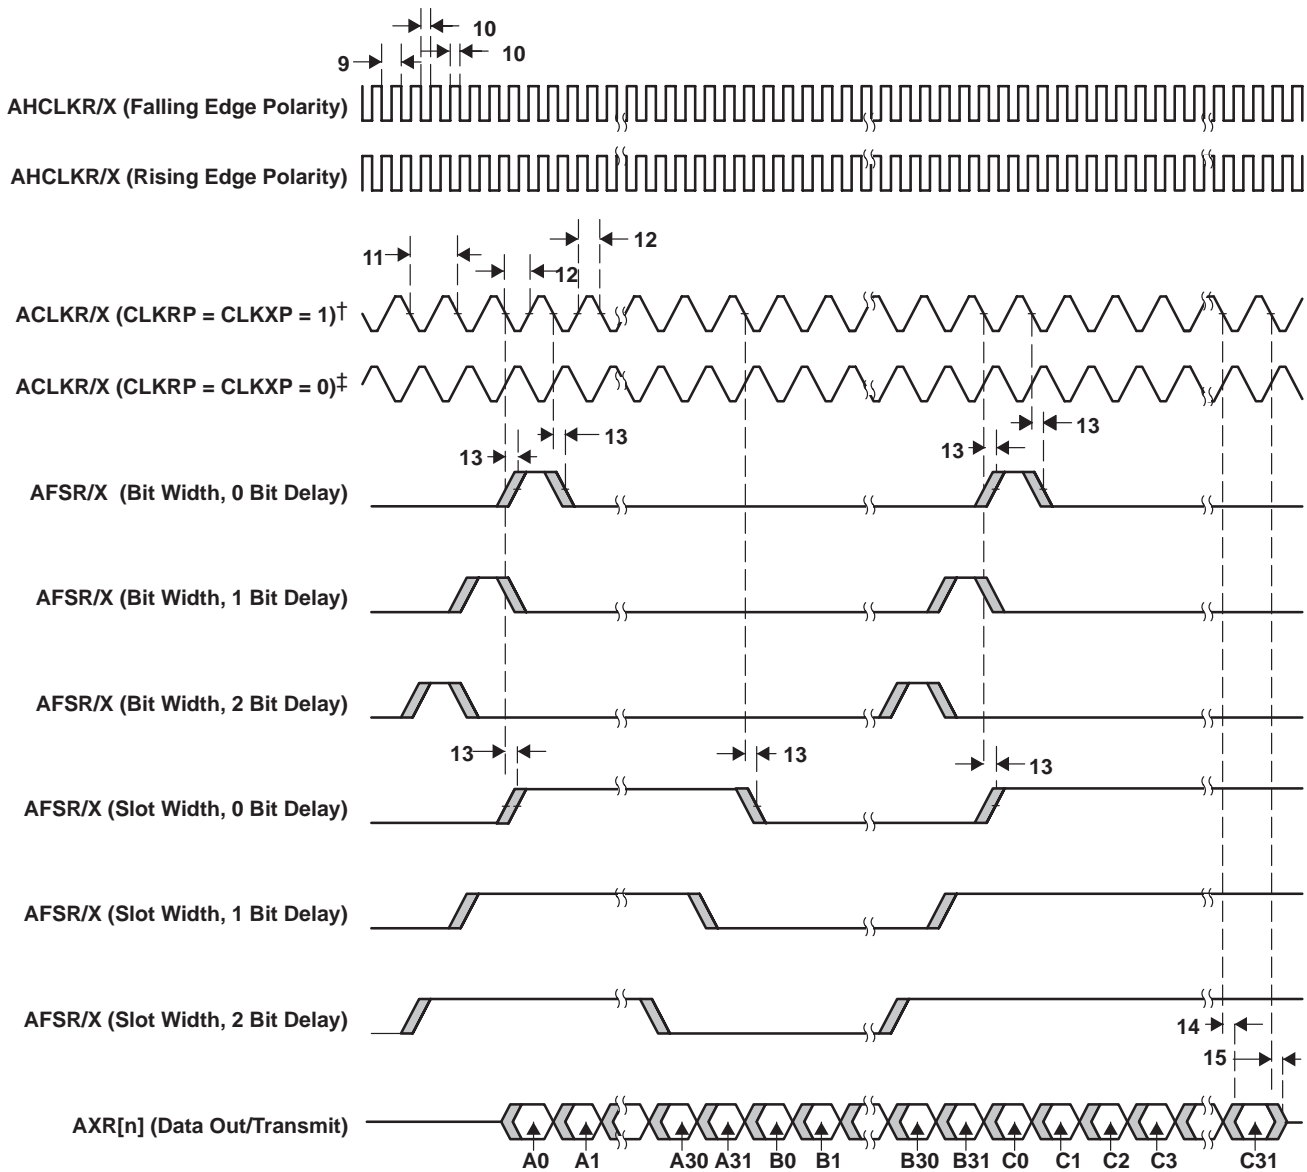 10
10
9
AHCLKR/X (Falling Edge Polarity)
AHCLKR/X (Rising Edge Polarity)
12
11
12
ACLKR/X (CLKRP = CLKXP = 1)†
ACLKR/X (CLKRP = CLKXP = 0)‡
13 13 13 13
AFSR/X (Bit Width, 0 Bit Delay)
AFSR/X (Bit Width, 1 Bit Delay)
AFSR/X (Bit Width, 2 Bit Delay)
13 13 13
AFSR/X (Slot Width, 0 Bit Delay)
AFSR/X (Slot Width, 1 Bit Delay)
AFSR/X (Slot Width, 2 Bit Delay)
14
15
AXR[n] (Data Out/Transmit)
A0 A1 A30 A31 B0 B1 B30 B31 C0 C1 C2 C3 C31